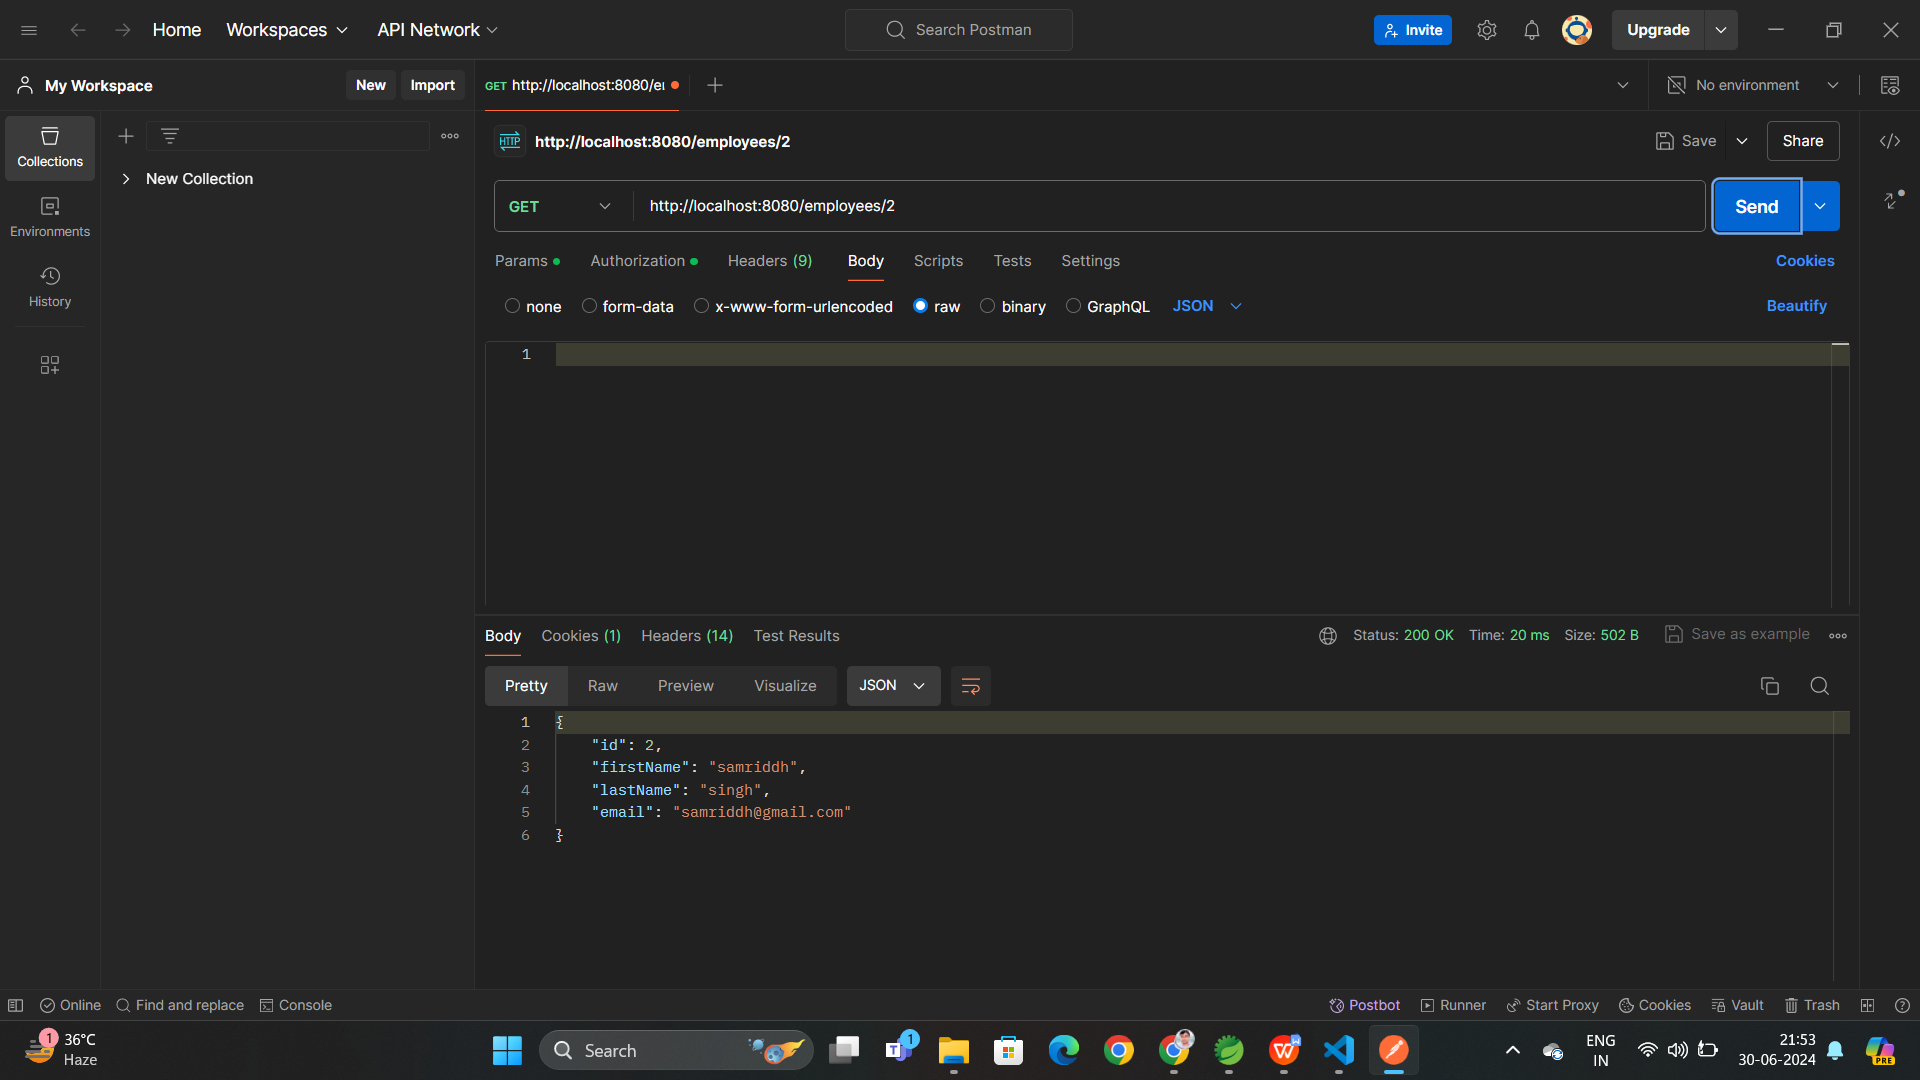 Home Workspaces API Network Search Postman Invite Upgrade
My Workspace New Import GET http://localhost:8080/e No environment
HTTP http://localhost:8080/employees/2 Save Share
Collections
New Collection
GET http://localhost:8080/employees/2 Send
Environments
Params Authorization Headers (9) Body Scripts Tests Settings Cookies
History
none form-data x-www-form-urlencoded raw binary GraphQL JSON Beautify
1
Body Cookies (1) Headers (14) Test Results Status: 200 OK Time: 20 ms Size: 502 B Save as example
Pretty Raw Preview Visualize JSON
1 {
2 "id": 2,
3 "firstName": "samriddh",
4 "lastName": "singh",
5 "email": "samriddh@gmail.com"
6 }
Online Find and replace Console Postbot Runner Start Proxy Cookies Vault Trash
1 36°C
Haze
Search
T 1
W W
PRE
ENG
IN
21:53
30-06-2024